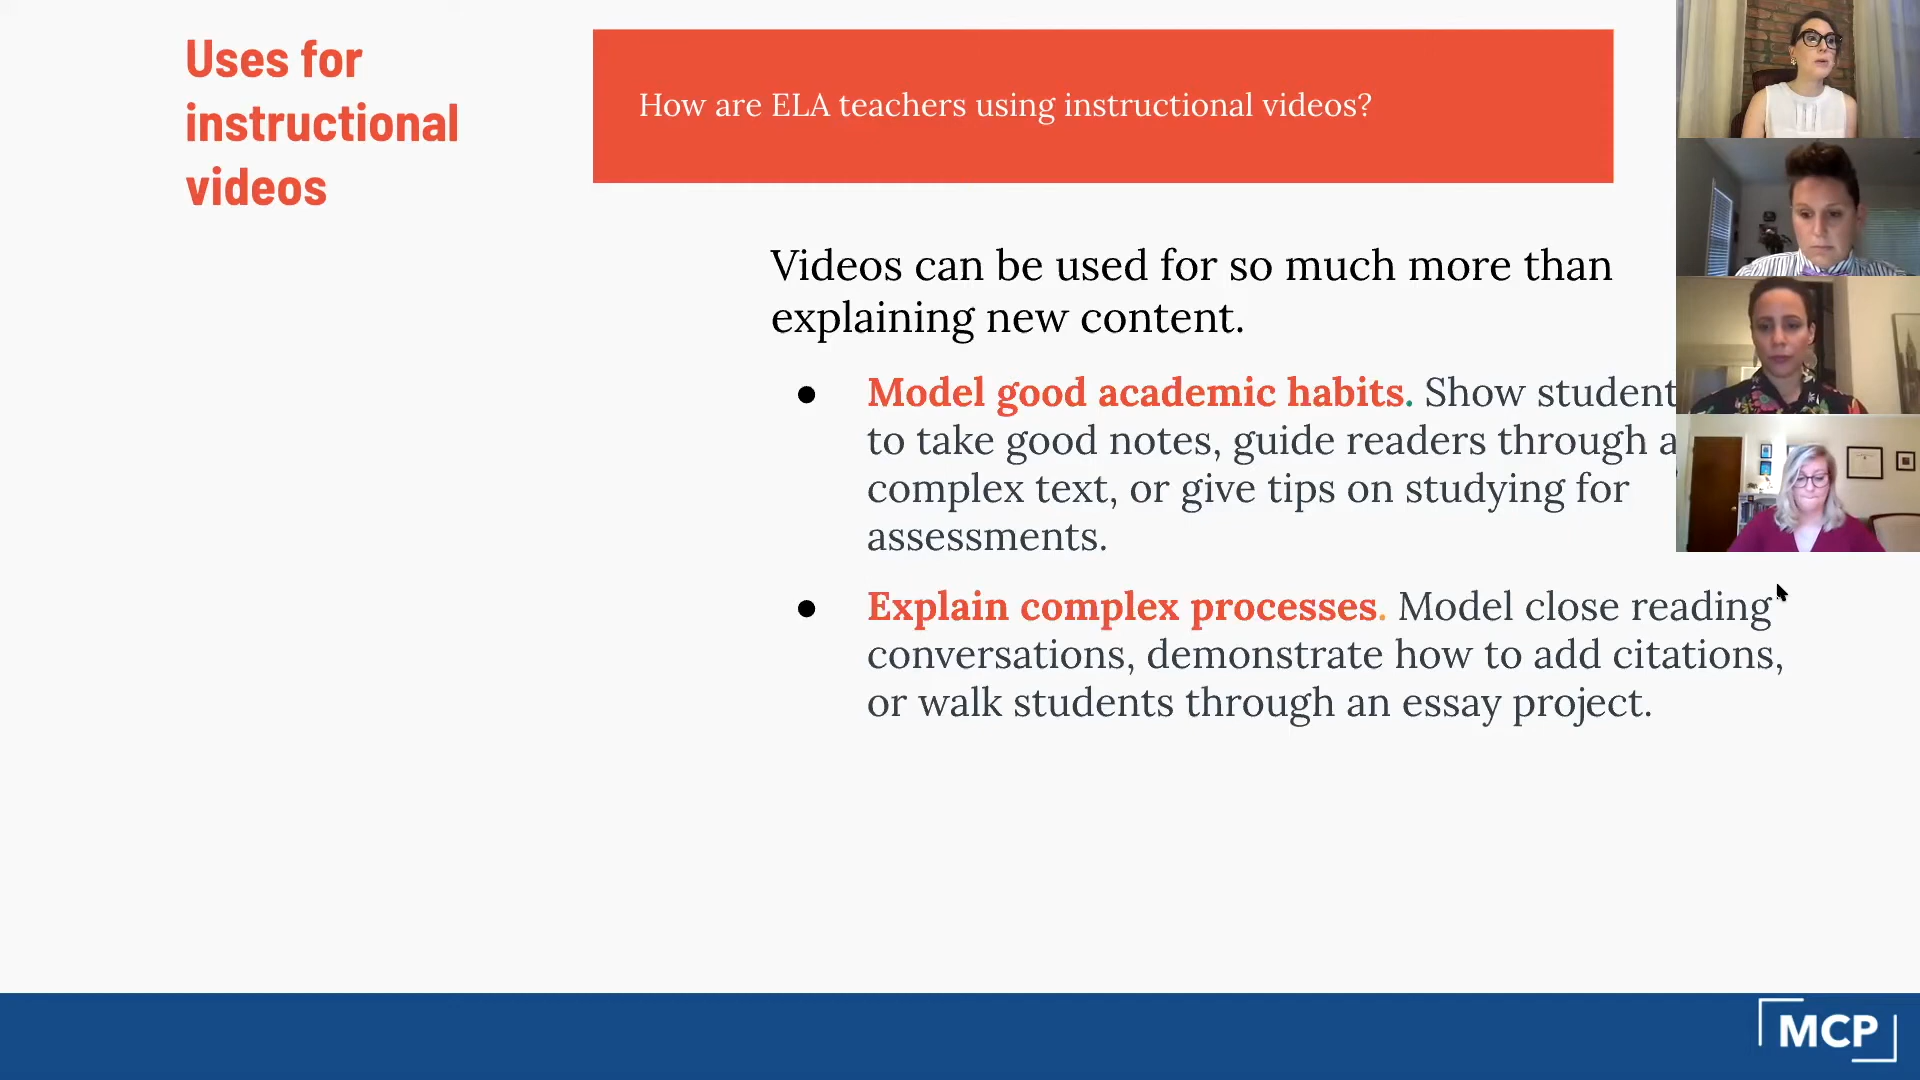 Uses for
instructional
videos
How are ELA teachers using instructional videos?
Videos can be used for so much more than
explaining new content.
● Model good academic habits. Show student
to take good notes, guide readers through a
complex text, or give tips on studying for
assessments.
● Explain complex processes. Model close reading
conversations, demonstrate how to add citations,
or walk students through an essay project.
MCP